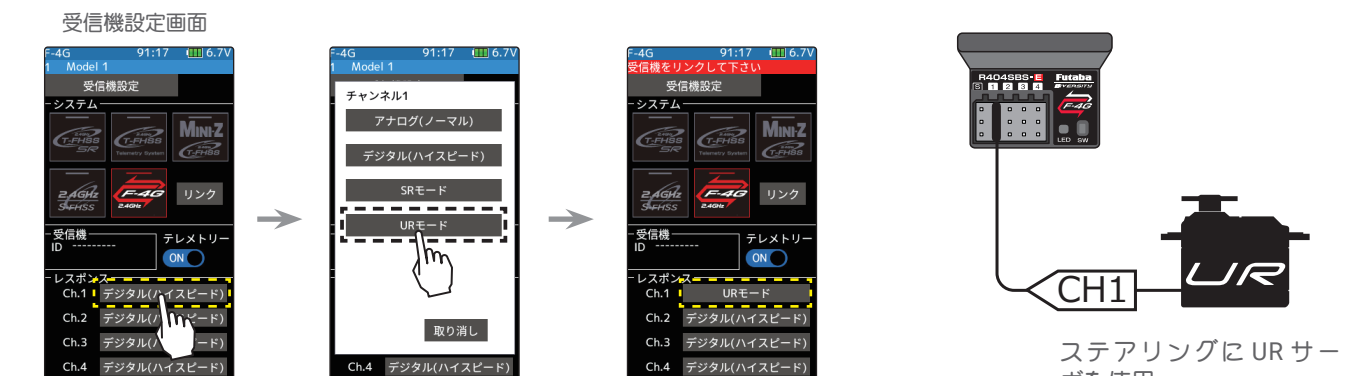 受信機設定画面
F-4G 91:17 6.7V
1 Model 1
受信機設定
システム
T-FHSS SR
T-FHSS Telemetry System
MINI-Z T-FHSS
2.4GHz S-FHSS
F-4G 2.4GHz
リンク
受信機
ID ---------
テレメトリー
ON
レスポンス
Ch.1 デジタル(ハイスピード)
Ch.2 デジタル(ハイスピード)
Ch.3 デジタル(ハイスピード)
Ch.4 デジタル(ハイスピード)
-4G 91:17 6.7V
Model 1
チャンネル1
アナログ(ノーマル)
デジタル(ハイスピード)
SRモード
URモード
取り消し
Ch.4 デジタル(ハイスピード)
F-4G 91:17 6.7V
受信機をリンクして下さい
受信機設定
システム
T-FHSS SR
T-FHSS Telemetry System
MINI-Z T-FHSS
2.4GHz S-FHSS
F-4G 2.4GHz
リンク
受信機
ID ---------
テレメトリー
ON
レスポンス
Ch.1 URモード
Ch.2 デジタル(ハイスピード)
Ch.3 デジタル(ハイスピード)
Ch.4 デジタル(ハイスピード)
R404SBS-E Futaba
S 1 2 3 4 DIVERSITY
F-4G
LED SW
CH1
UR
ステアリングに UR サー